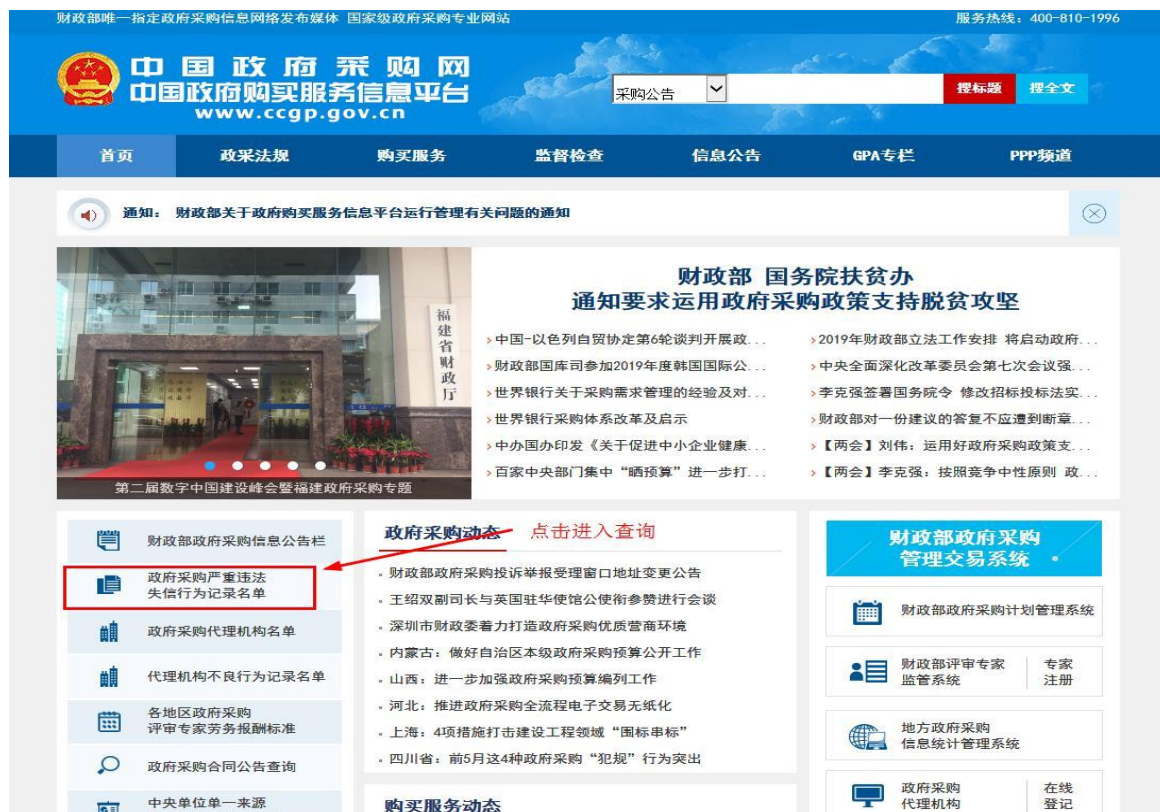 财政部唯一指定政府采购信息网络发布媒体 国家级政府采购专业网站
服务热线：400-810-1996
中国政府采购网
中国政府购买服务信息平台
www.ccgp.gov.cn
采购公告
搜标题
搜全文
首页
政采法规
购买服务
监督检查
信息公告
GPA专栏
PPP频道
通知：
财政部关于政府购买服务信息平台运行管理有关问题的通知
福建省财政厅
第二届数字中国建设峰会暨福建政府采购专题
财政部 国务院扶贫办
通知要求运用政府采购政策支持脱贫攻坚
中国-以色列自贸协定第6轮谈判开展政...
财政部国库司参加2019年度韩国国际公...
世界银行关于采购需求管理的经验及对...
世界银行采购体系改革及启示
中办国办印发《关于促进中小企业健康...
百家中央部门集中“晒预算”进一步打...
2019年财政部立法工作安排 将启动政府...
中央全面深化改革委员会第七次会议强...
李克强签署国务院令 修改招标投标法实...
财政部对一份建议的答复不应遭到断章...
【两会】刘伟：运用好政府采购政策支...
【两会】李克强：按照竞争中性原则 政...
财政部政府采购信息公告栏
政府采购严重违法
失信行为记录名单
政府采购代理机构名单
代理机构不良行为记录名单
各地区政府采购
评审专家劳务报酬标准
政府采购合同公告查询
中央单位单一来源
政府采购动态
点击进入查询
财政部政府采购投诉举报受理窗口地址变更公告
王绍双副司长与英国驻华使馆公使衔参赞进行会谈
深圳市财政委着力打造政府采购优质营商环境
内蒙古：做好自治区本级政府采购预算公开工作
山西：进一步加强政府采购预算编列工作
河北：推进政府采购全流程电子交易无纸化
上海：4项措施打击建设工程领域“围标串标”
四川省：前5月这4种政府采购“犯规”行为突出
购买服务动态
财政部政府采购
管理交易系统
财政部政府采购计划管理系统
财政部评审专家
监管系统
专家
注册
地方政府采购
信息统计管理系统
政府采购
代理机构
在线
登记